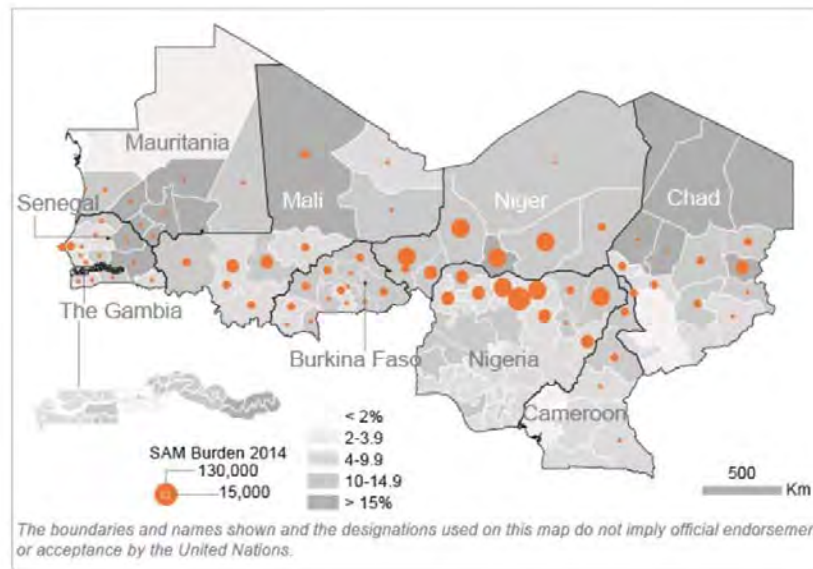 Mauritania
Senegal
Mali
Niger
Chad
The Gambia
Burkina Faso
Nigeria
Cameroon
< 2%
2-3.9
4-9.9
10-14.9
> 15%
SAM Burden 2014
130,000
15,000
500
Km
The boundaries and names shown and the designations used on this map do not imply official endorsemen
or acceptance by the United Nations.